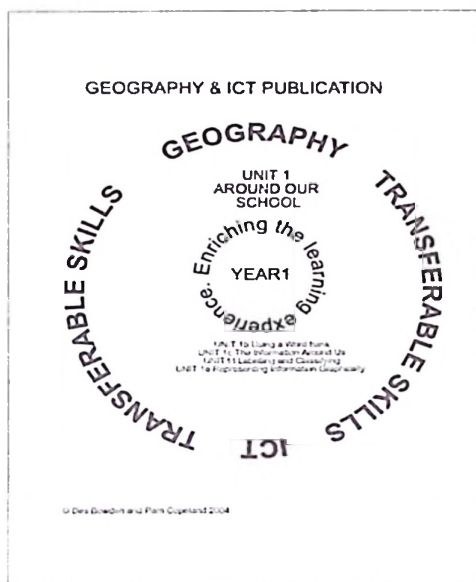 GEOGRAPHY & ICT PUBLICATION
GEOGRAPHY
TRANSFERABLE SKILLS
TRANSFERABLE SKILLS
ICT
UNIT 1
AROUND OUR
SCHOOL
Enriching the learning experience.
YEAR1
UNIT 1b Using a Word bank
UNIT 1c The Information Around Us
UNIT 1d Labelling and Classifying
UNIT 1e Representing Information Graphically
© Des Bowden and Pam Copeland 2004